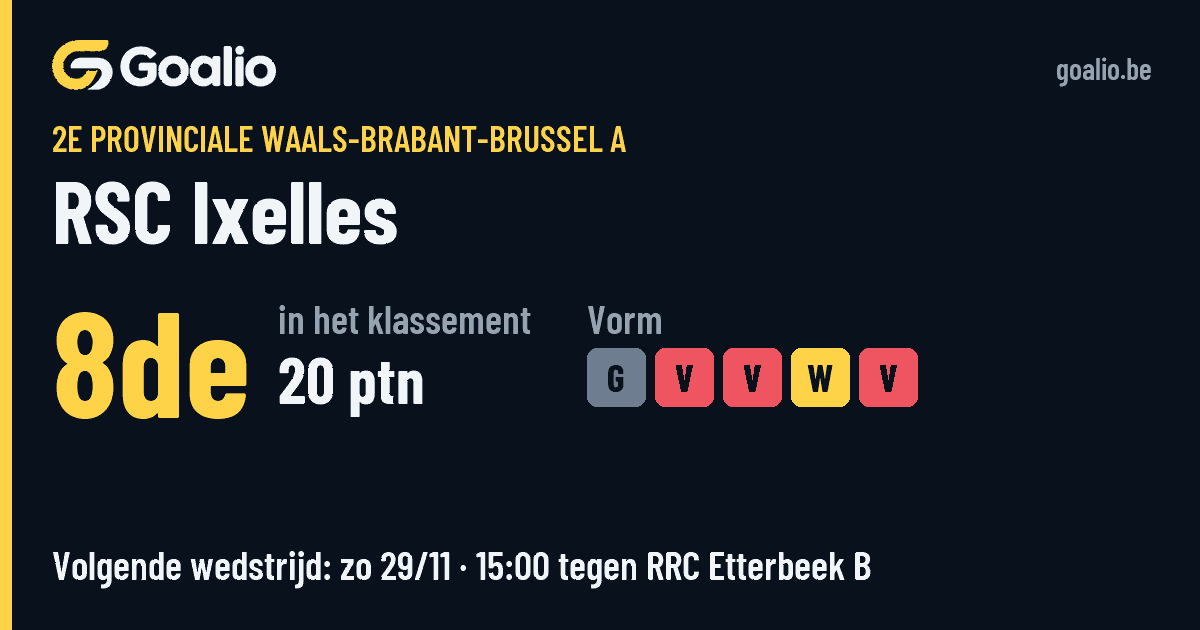 Goalio
goalio.be
2E PROVINCIALE WAALS-BRABANT-BRUSSEL A
RSC Ixelles
8de
in het klassement
20 ptn
Vorm
G V V W V
Volgende wedstrijd: zo 29/11 · 15:00 tegen RRC Etterbeek B